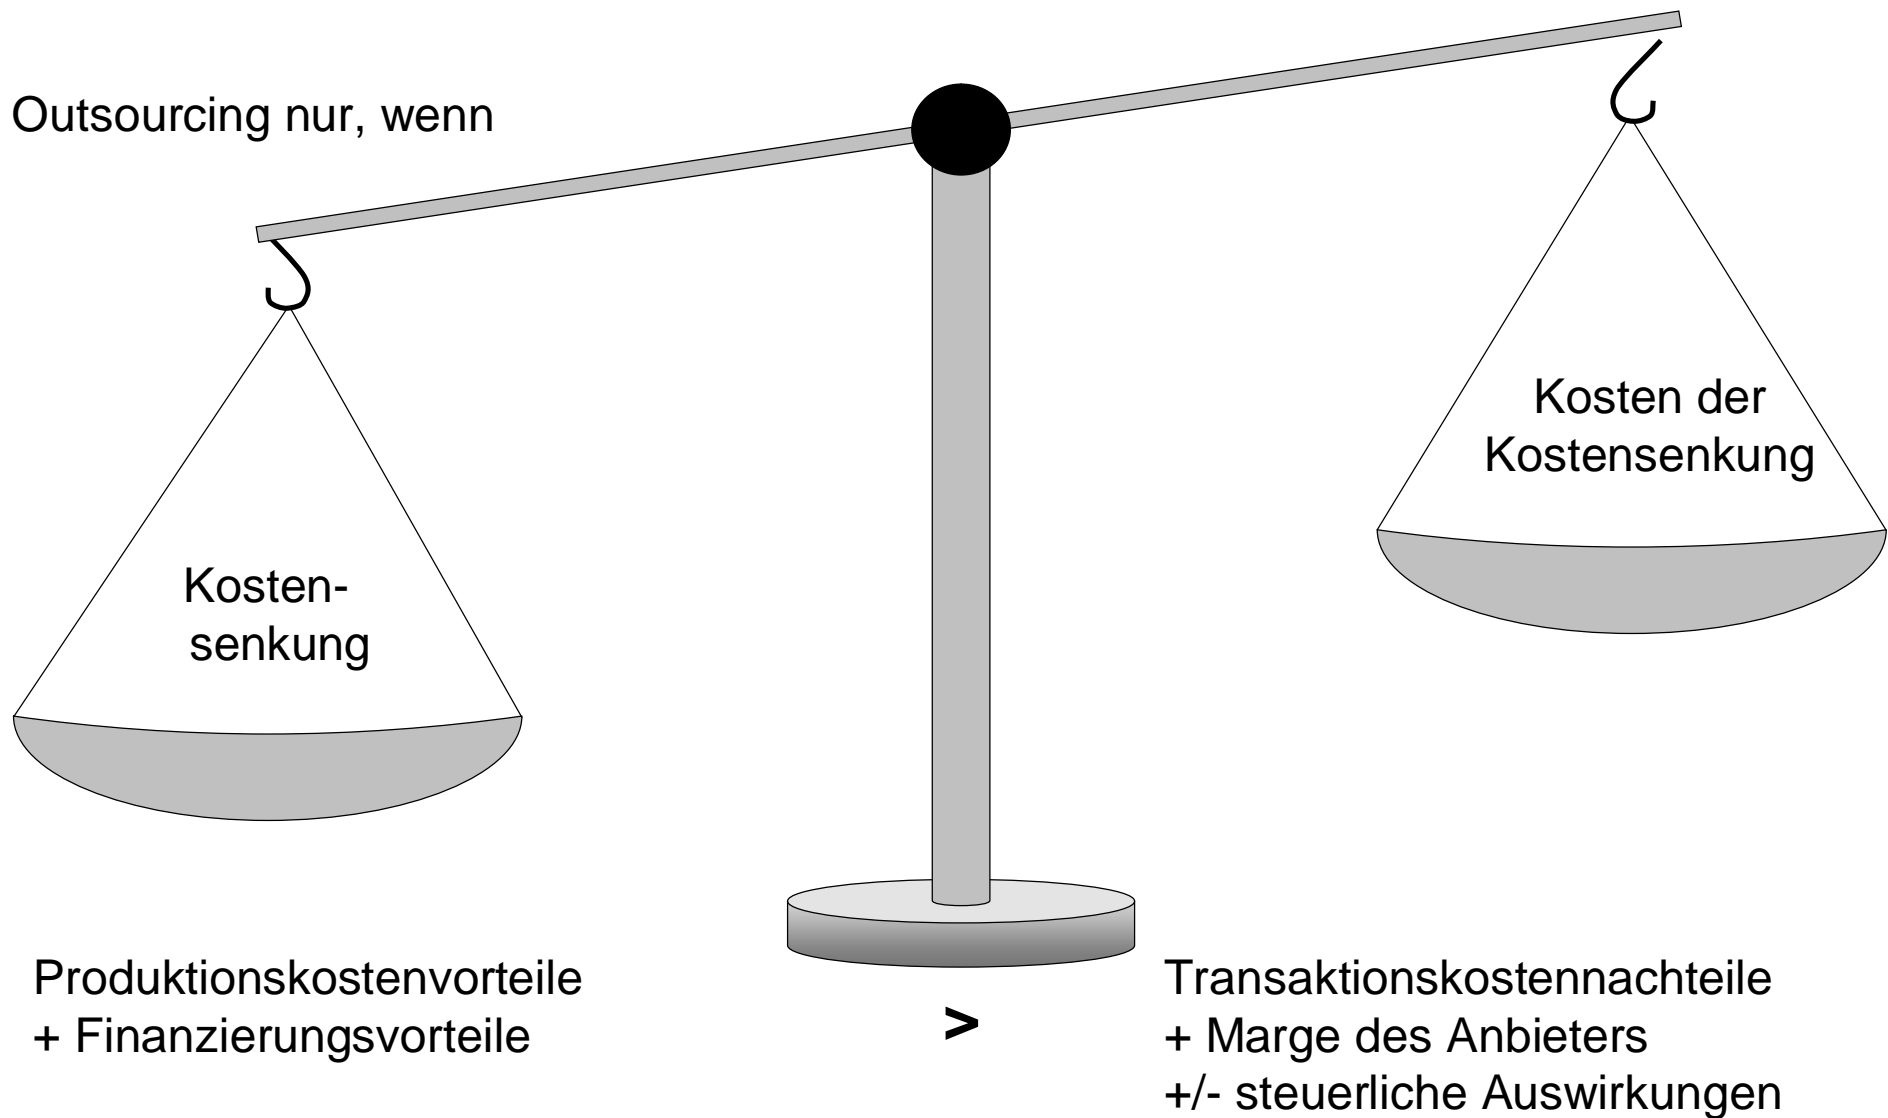 Outsourcing nur, wenn
Kosten der
Kostensenkung
Kosten-
senkung
Produktionskostenvorteile
+ Finanzierungsvorteile
>
Transaktionskostennachteile
+ Marge des Anbieters
+/- steuerliche Auswirkungen